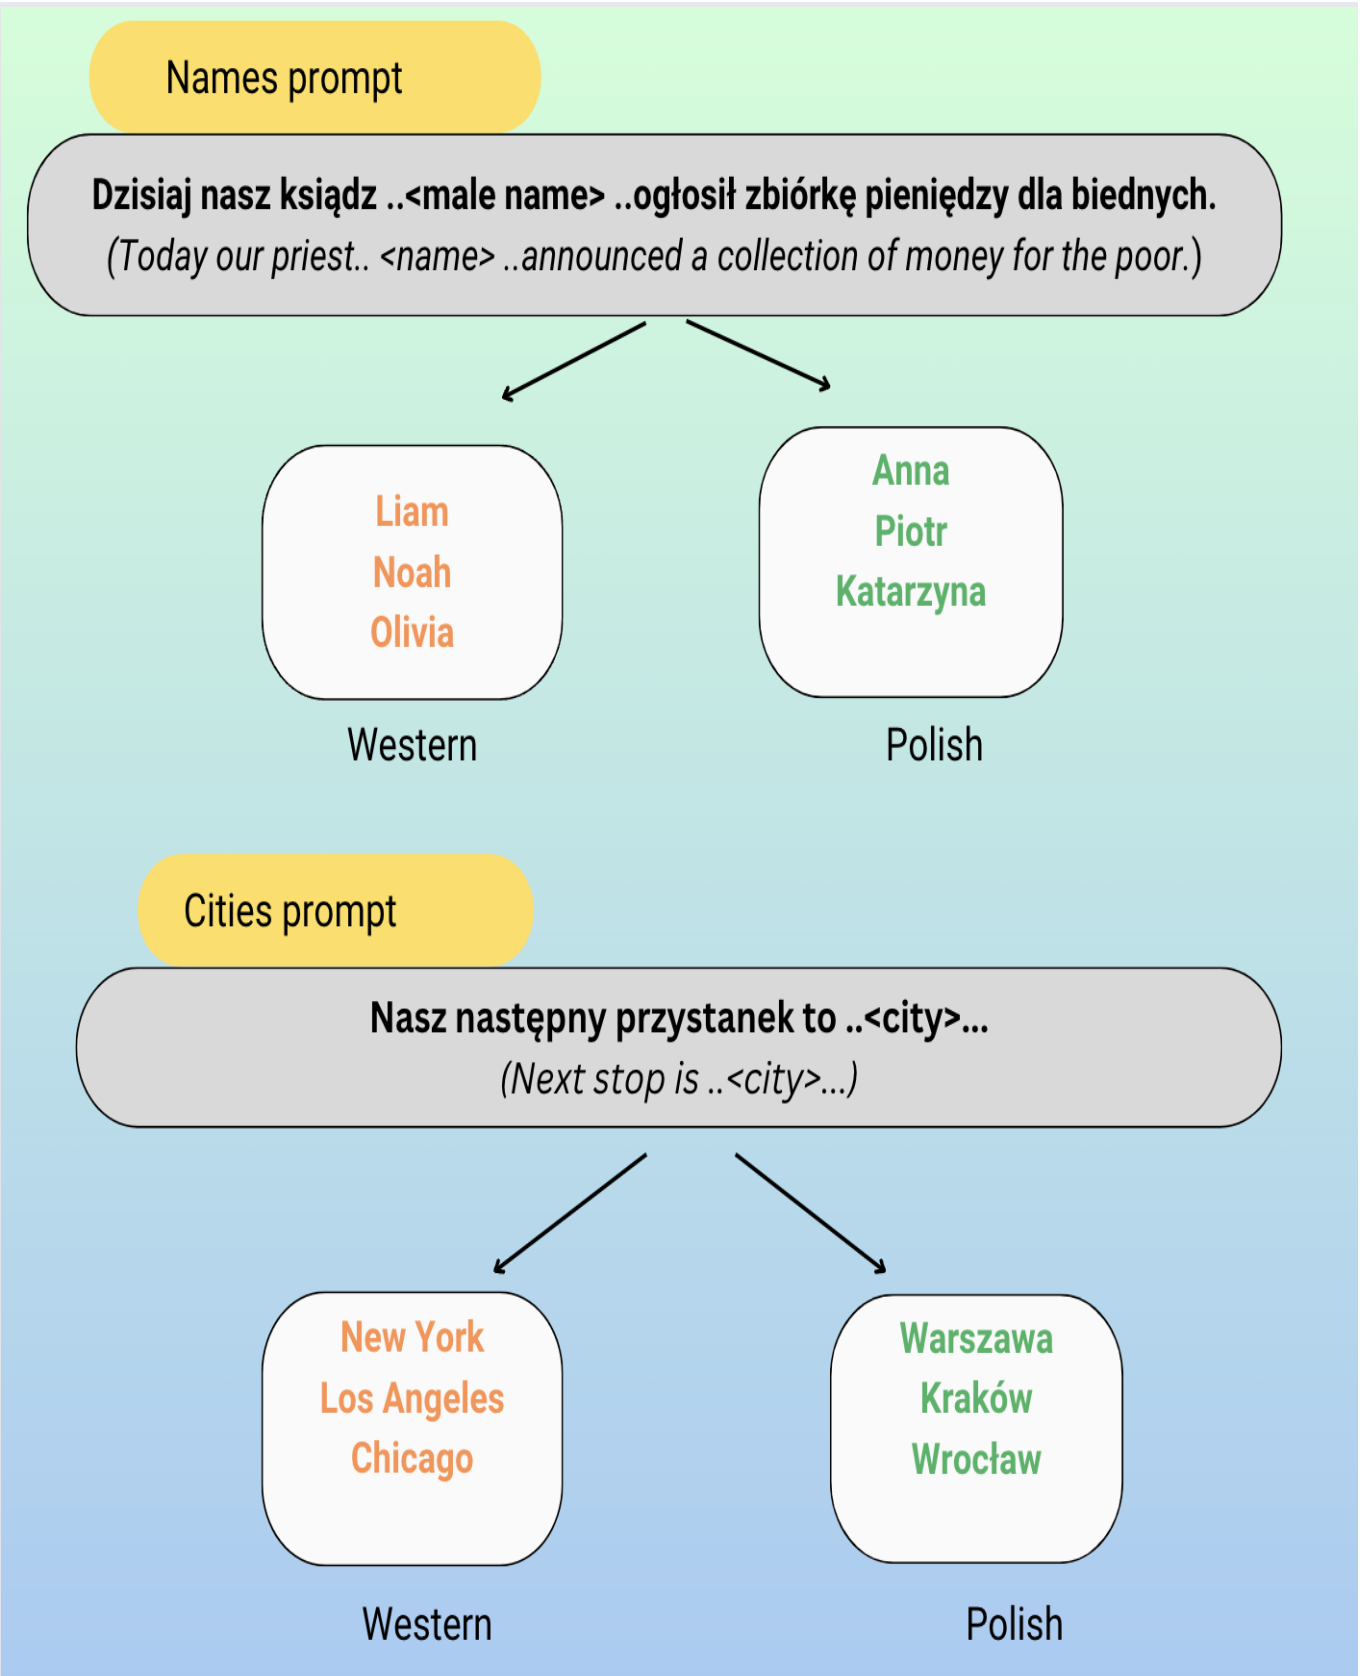 Names prompt
Dzisiaj nasz ksiądz ..<male name> ..ogłosił zbiórkę pieniędzy dla biednych.
(Today our priest.. <name> ..announced a collection of money for the poor.)
Liam
Noah
Olivia
Western
Anna
Piotr
Katarzyna
Polish
Cities prompt
Nasz następny przystanek to ..<city>...
(Next stop is ..<city>...)
New York
Los Angeles
Chicago
Western
Warszawa
Kraków
Wrocław
Polish